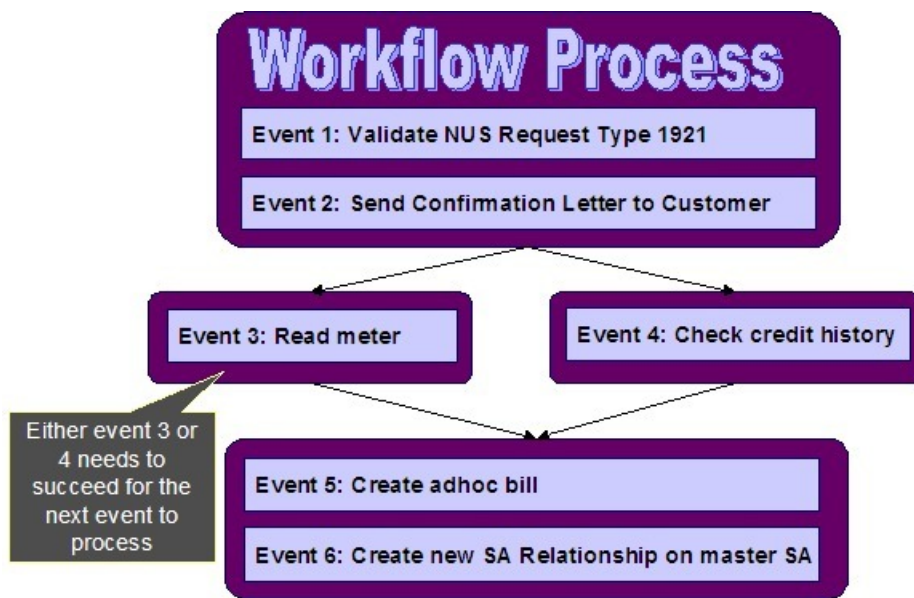 Workflow Process
Event 1: Validate NUS Request Type 1921
Event 2: Send Confirmation Letter to Customer
Event 3: Read meter
Event 4: Check credit history
Either event 3 or
4 needs to
succeed for the
next event to
process
Event 5: Create adhoc bill
Event 6: Create new SA Relationship on master SA